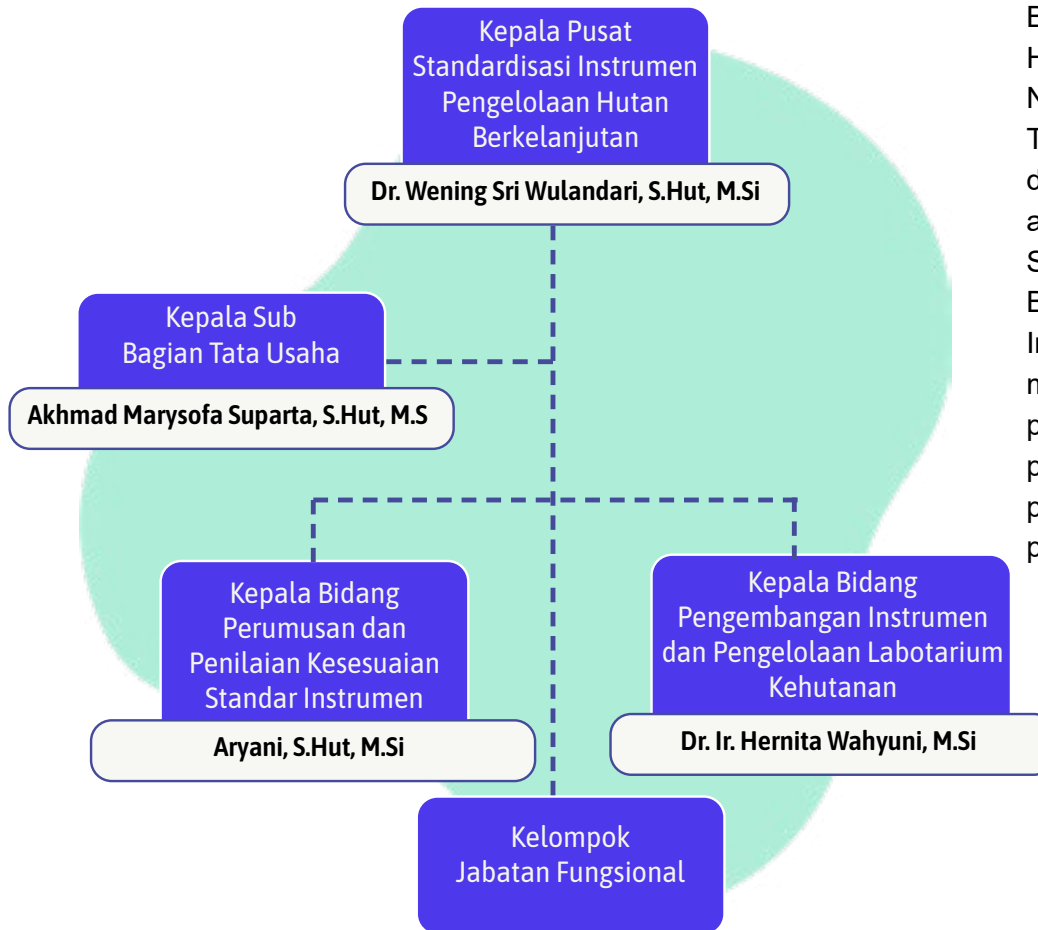 Kepala Pusat
Standardisasi Instrumen
Pengelolaan Hutan
Berkelanjutan
Dr. Wening Sri Wulandari, S.Hut, M.Si
Kepala Sub
Bagian Tata Usaha
Akhmad Marysofa Suparta, S.Hut, M.S
Kepala Bidang
Perumusan dan
Penilaian Kesesuaian
Standar Instrumen
Aryani, S.Hut, M.Si
Kepala Bidang
Pengembangan Instrumen
dan Pengelolaan Labotarium
Kehutanan
Dr. Ir. Hernita Wahyuni, M.Si
Kelompok
Jabatan Fungsional